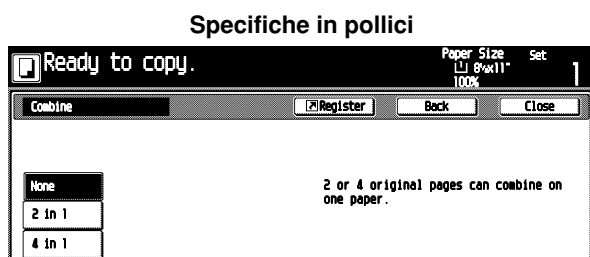 Specifiche in pollici
Ready to copy.
Paper Size
Set
8½x11"
100%
1
Combine
Register
Back
Close
None
2 in 1
4 in 1
2 or 4 original pages can combine on
one paper.